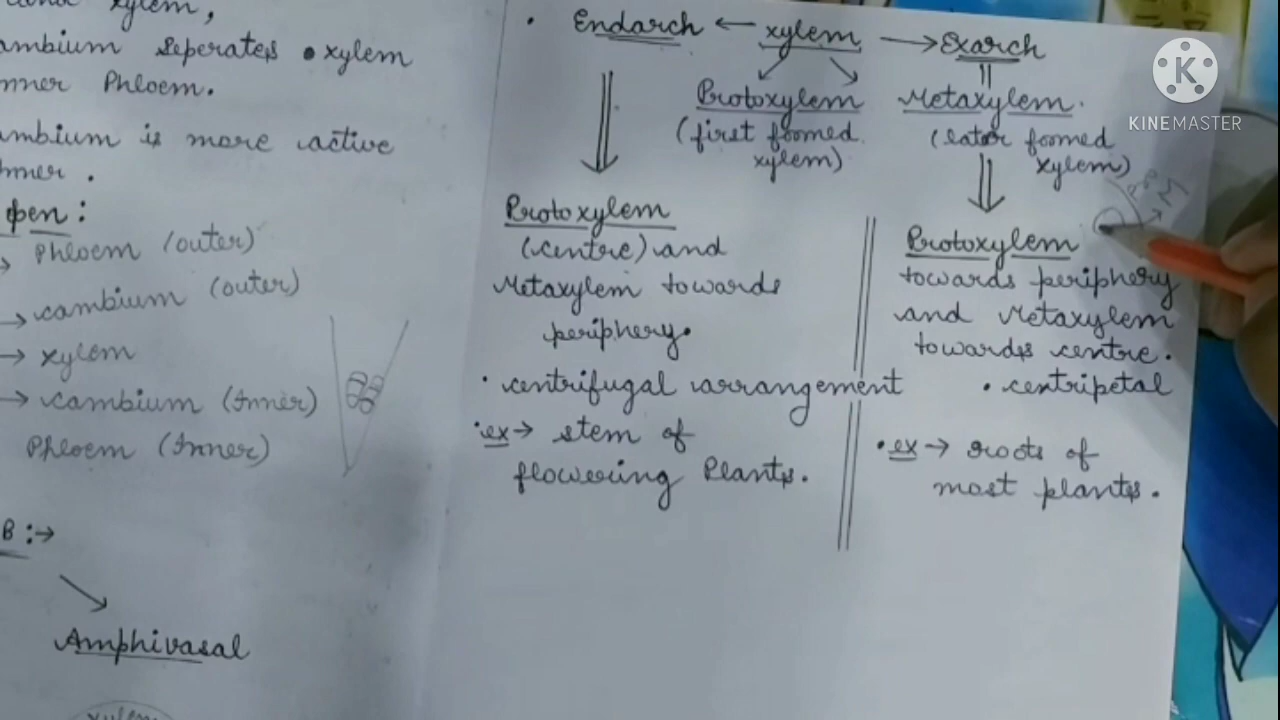 xylem,
ambium seperates • xylem
nner Phloem.
ambium is more active
nner.
pen:
→ Phloem (outer)
→ cambium (outer)
→ xylem
→ cambium (Inner)
Phloem (Inner)
B :→
Amphivasal
xylem
• Endarch ← xylem → Exarch
Protoxylem
(first formed
xylem)
Metaxylem.
(later formed
xylem)
Protoxylem
(centre) and
Metaxylem towards
periphery.
• centrifugal arrangement
• ex → stem of
flowering Plants.
Protoxylem
towards periphery
and Metaxylem
towards centre.
• centripetal
• ex → roots of
most plants.
M
K
KINEMASTER